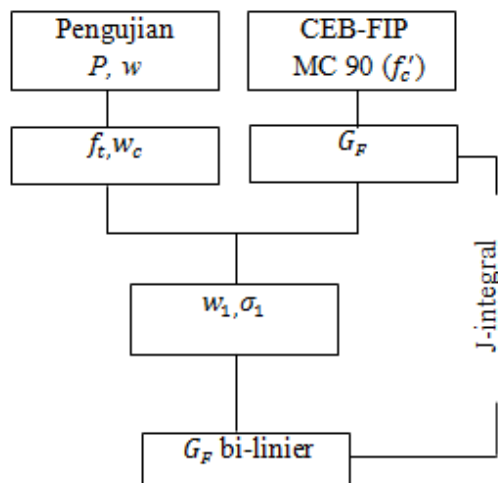 Pengujian
P, w
CEB-FIP
MC 90 (f′c)
ft,wc
GF
w1,σ1
J-integral
GF bi-linier